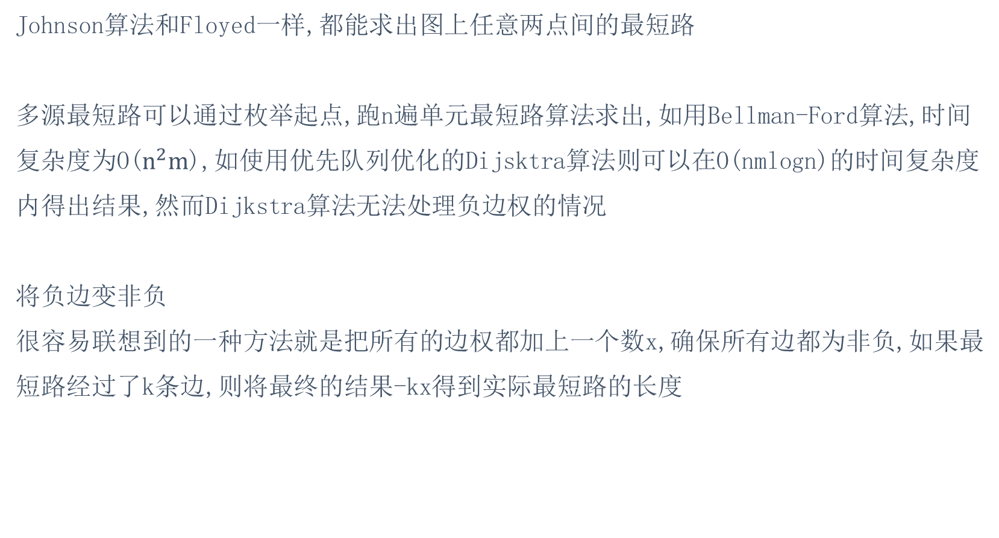 Johnson算法和Floyed一样,都能求出图上任意两点间的最短路
多源最短路可以通过枚举起点,跑n遍单元最短路算法求出,如用Bellman-Ford算法,时间
复杂度为O(n²m),如使用优先队列优化的Dijsktra算法则可以在O(nmlogn)的时间复杂度
内得出结果,然而Dijkstra算法无法处理负边权的情况
将负边变非负
很容易联想到的一种方法就是把所有的边权都加上一个数x,确保所有边都为非负,如果最
短路经过了k条边,则将最终的结果-kx得到实际最短路的长度